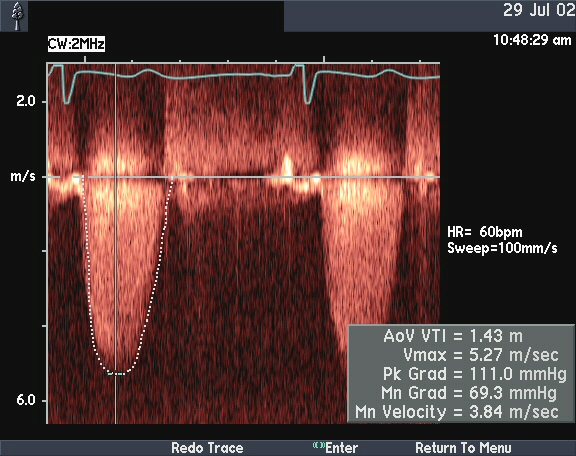 29 Jul 02
10:48:29 am
CW:2MHz
2.0
m/s
HR= 60bpm
Sweep=100mm/s
AoV VTI = 1.43 m
Vmax = 5.27 m/sec
Pk Grad = 111.0 mmHg
Mn Grad = 69.3 mmHg
Mn Velocity = 3.84 m/sec
6.0
Redo Trace
Enter
Return To Menu